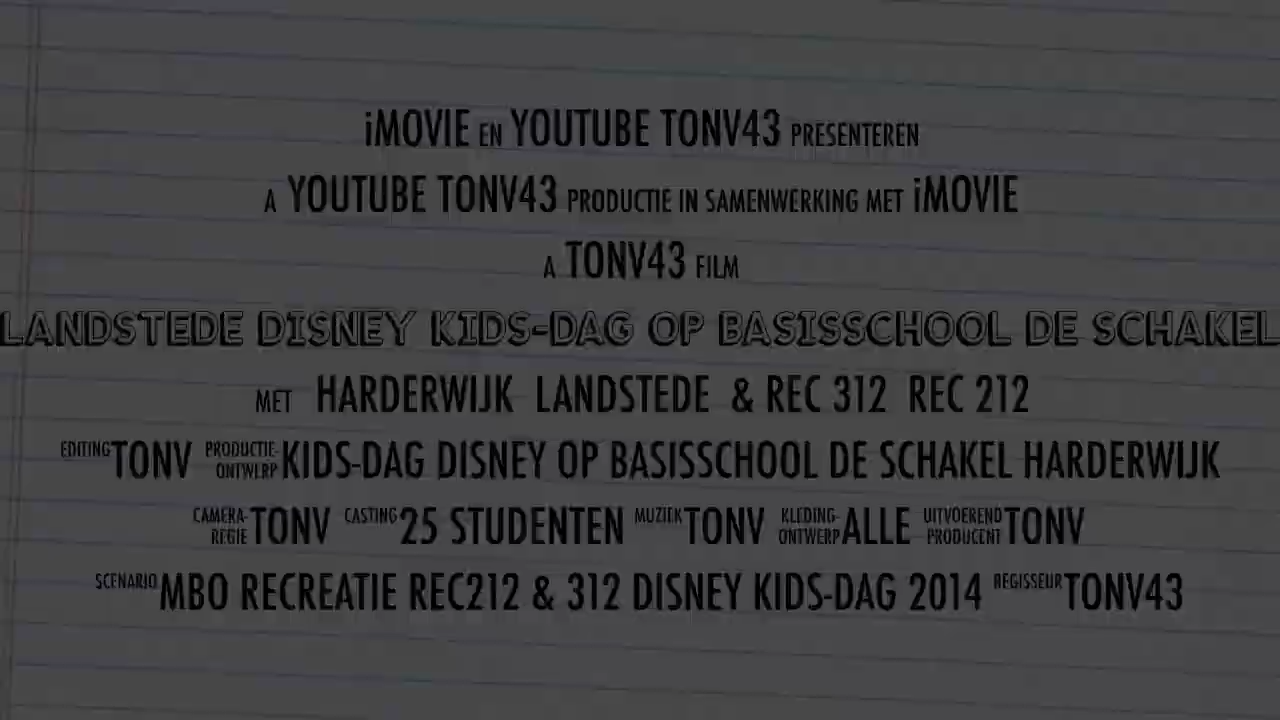 iMOVIE EN YOUTUBE TONV43 PRESENTEREN
A YOUTUBE TONV43 PRODUCTIE IN SAMENWERKING MET iMOVIE
A TONV43 FILM
LANDSTEDE DISNEY KIDS-DAG OP BASISSCHOOL DE SCHAKEL
MET HARDERWIJK LANDSTEDE & REC 312 REC 212
EDITING TONV PRODUCTIE-ONTWERP KIDS-DAG DISNEY OP BASISSCHOOL DE SCHAKEL HARDERWIJK
CAMERA-REGIE TONV CASTING 25 STUDENTEN MUZIEK TONV KLEDING-ONTWERP ALLE UITVOEREND PRODUCENT TONV
SCENARIO MBO RECREATIE REC212 & 312 DISNEY KIDS-DAG 2014 REGISSEUR TONV43